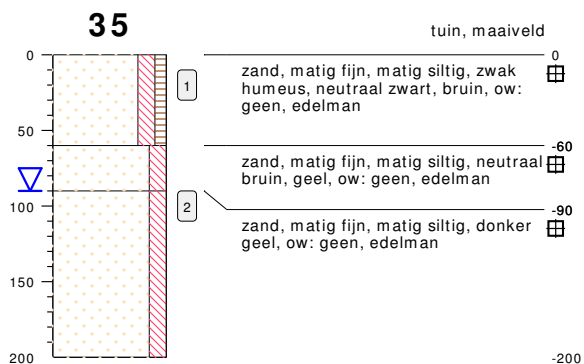 35
tuin, maaiveld
0
0
zand, matig fijn, matig siltig, zwak
humeus, neutraal zwart, bruin, ow:
geen, edelman
1
50
-60
zand, matig fijn, matig siltig, neutraal
bruin, geel, ow: geen, edelman
100
2
-90
zand, matig fijn, matig siltig, donker
geel, ow: geen, edelman
150
200
-200